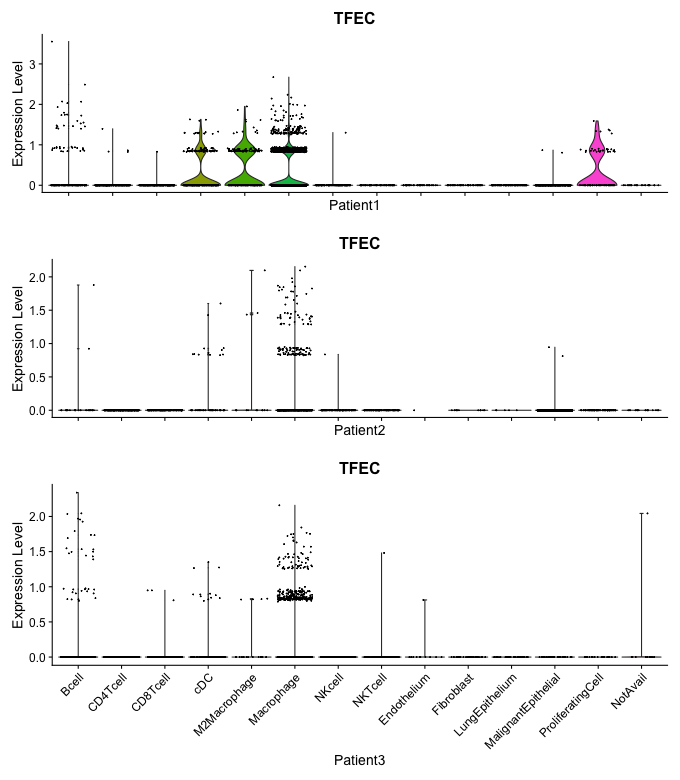 TFEC
Expression Level
3
2
1
0
Patient1
TFEC
Expression Level
2.0
1.5
1.0
0.5
0.0
Patient2
TFEC
Expression Level
2.0
1.5
1.0
0.5
0.0
Bcell
CD4Tcell
CD8Tcell
cDC
M2Macrophage
Macrophage
NKcell
NKTcell
Endothelium
Fibroblast
LungEpithelium
MalignantEpithelial
ProliferatingCell
NotAvail
Patient3